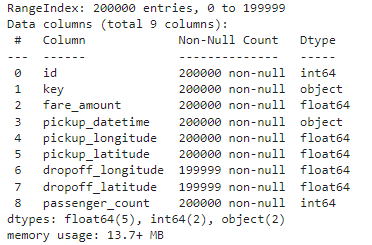 RangeIndex: 200000 entries, 0 to 199999
Data columns (total 9 columns):
 #   Column             Non-Null Count   Dtype
---  ------             --------------   -----
 0   id                 200000 non-null  int64
 1   key                200000 non-null  object
 2   fare_amount        200000 non-null  float64
 3   pickup_datetime    200000 non-null  object
 4   pickup_longitude   200000 non-null  float64
 5   pickup_latitude    200000 non-null  float64
 6   dropoff_longitude  199999 non-null  float64
 7   dropoff_latitude   199999 non-null  float64
 8   passenger_count    200000 non-null  int64
dtypes: float64(5), int64(2), object(2)
memory usage: 13.7+ MB